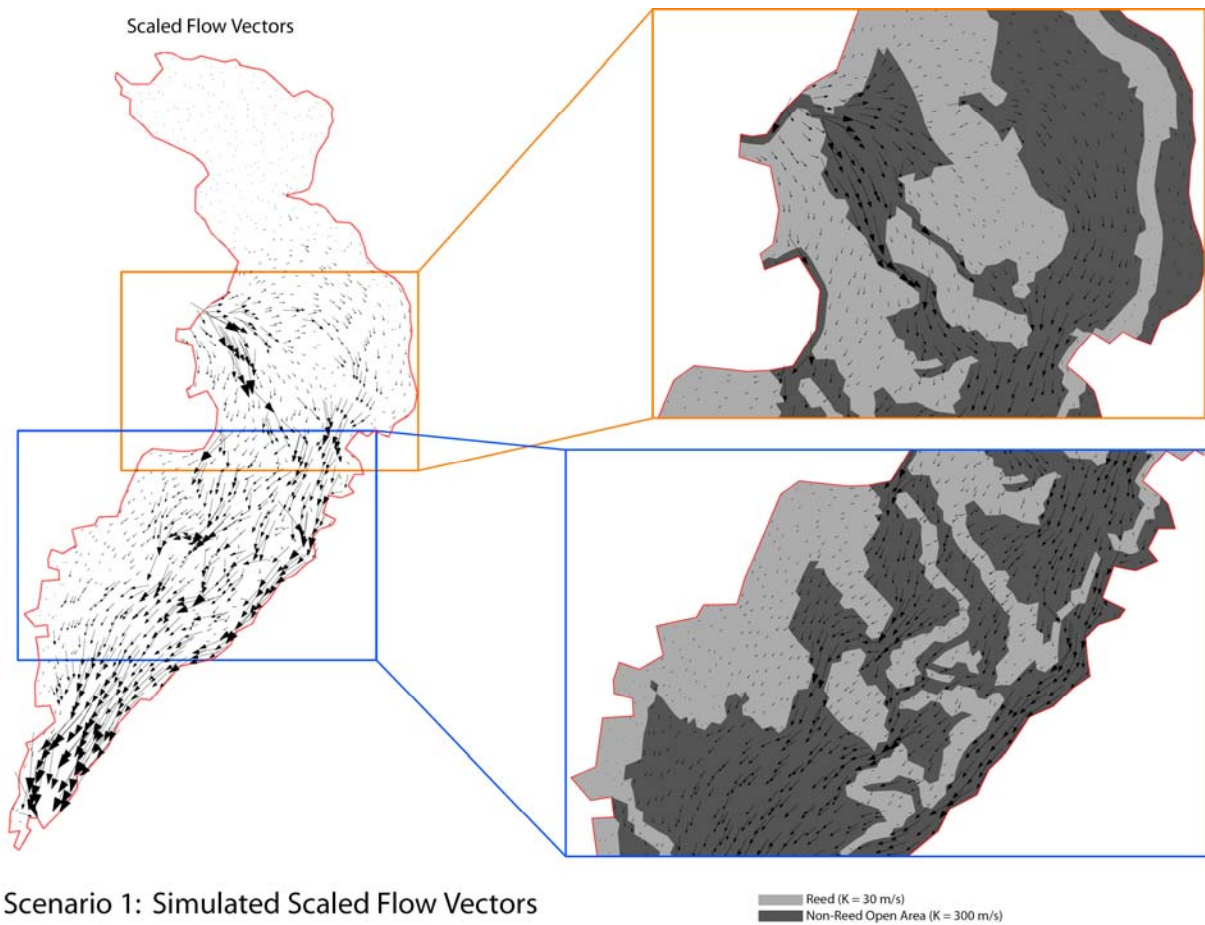 Scaled Flow Vectors
Scenario 1: Simulated Scaled Flow Vectors
Reed (K = 30 m/s)
Non-Reed Open Area (K = 300 m/s)